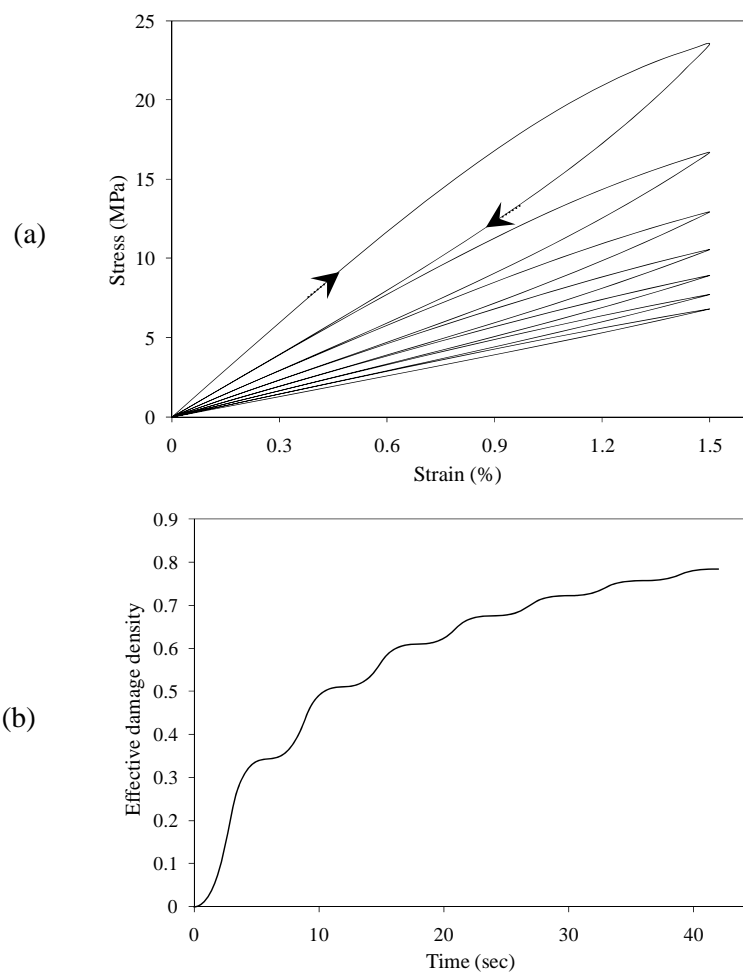 (a)
Stress (MPa)
25
20
15
10
5
0
0 0.3 0.6 0.9 1.2 1.5
Strain (%)
(b)
Effective damage density
0.9
0.8
0.7
0.6
0.5
0.4
0.3
0.2
0.1
0
0 10 20 30 40
Time (sec)